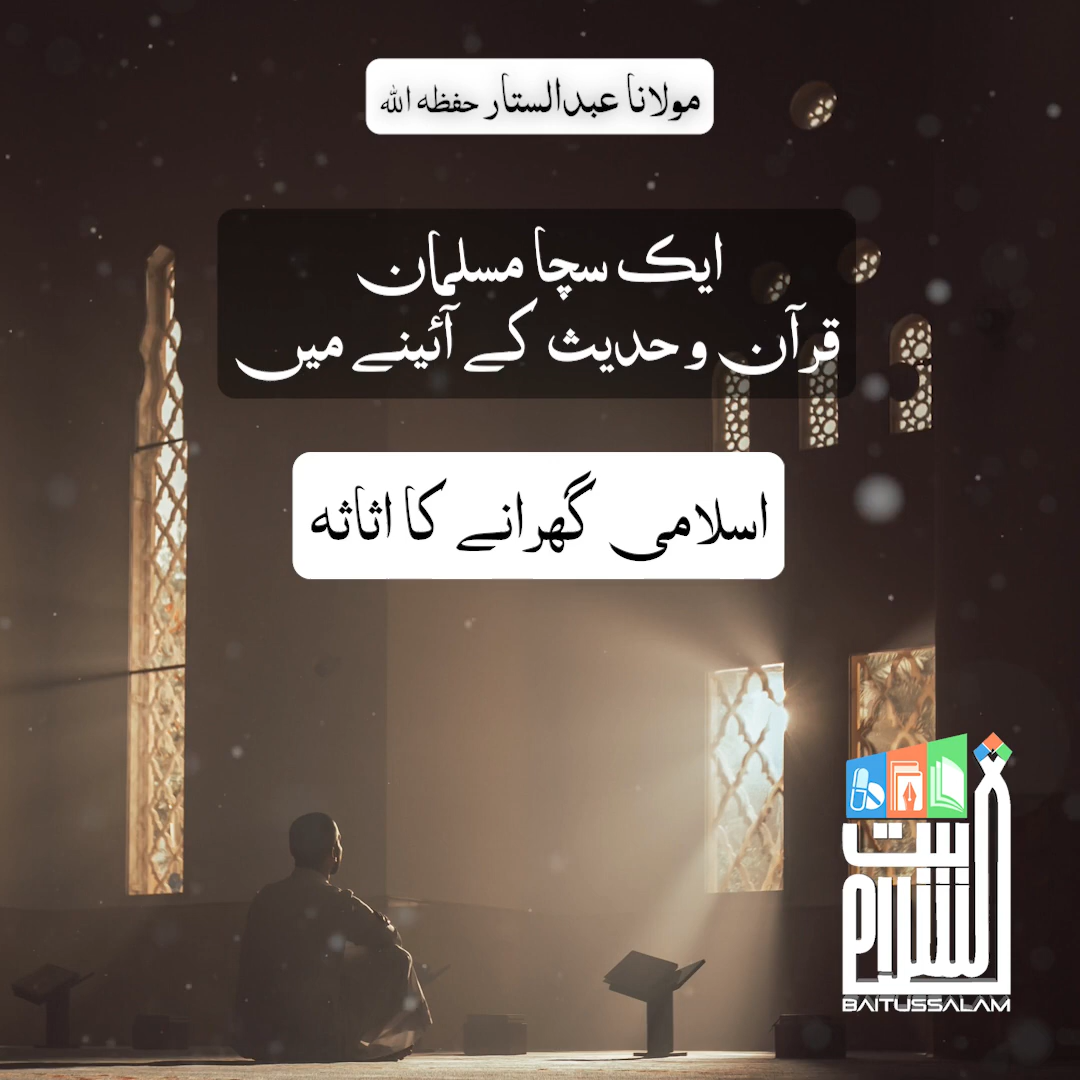 مولانا عبدالستار حفظہ اللہ
ایک سچا مسلمان
قرآن و حدیث کے آئینے میں
اسلامی گھرانے کا اثاثہ
بیت السلام
BAITUSSALAM